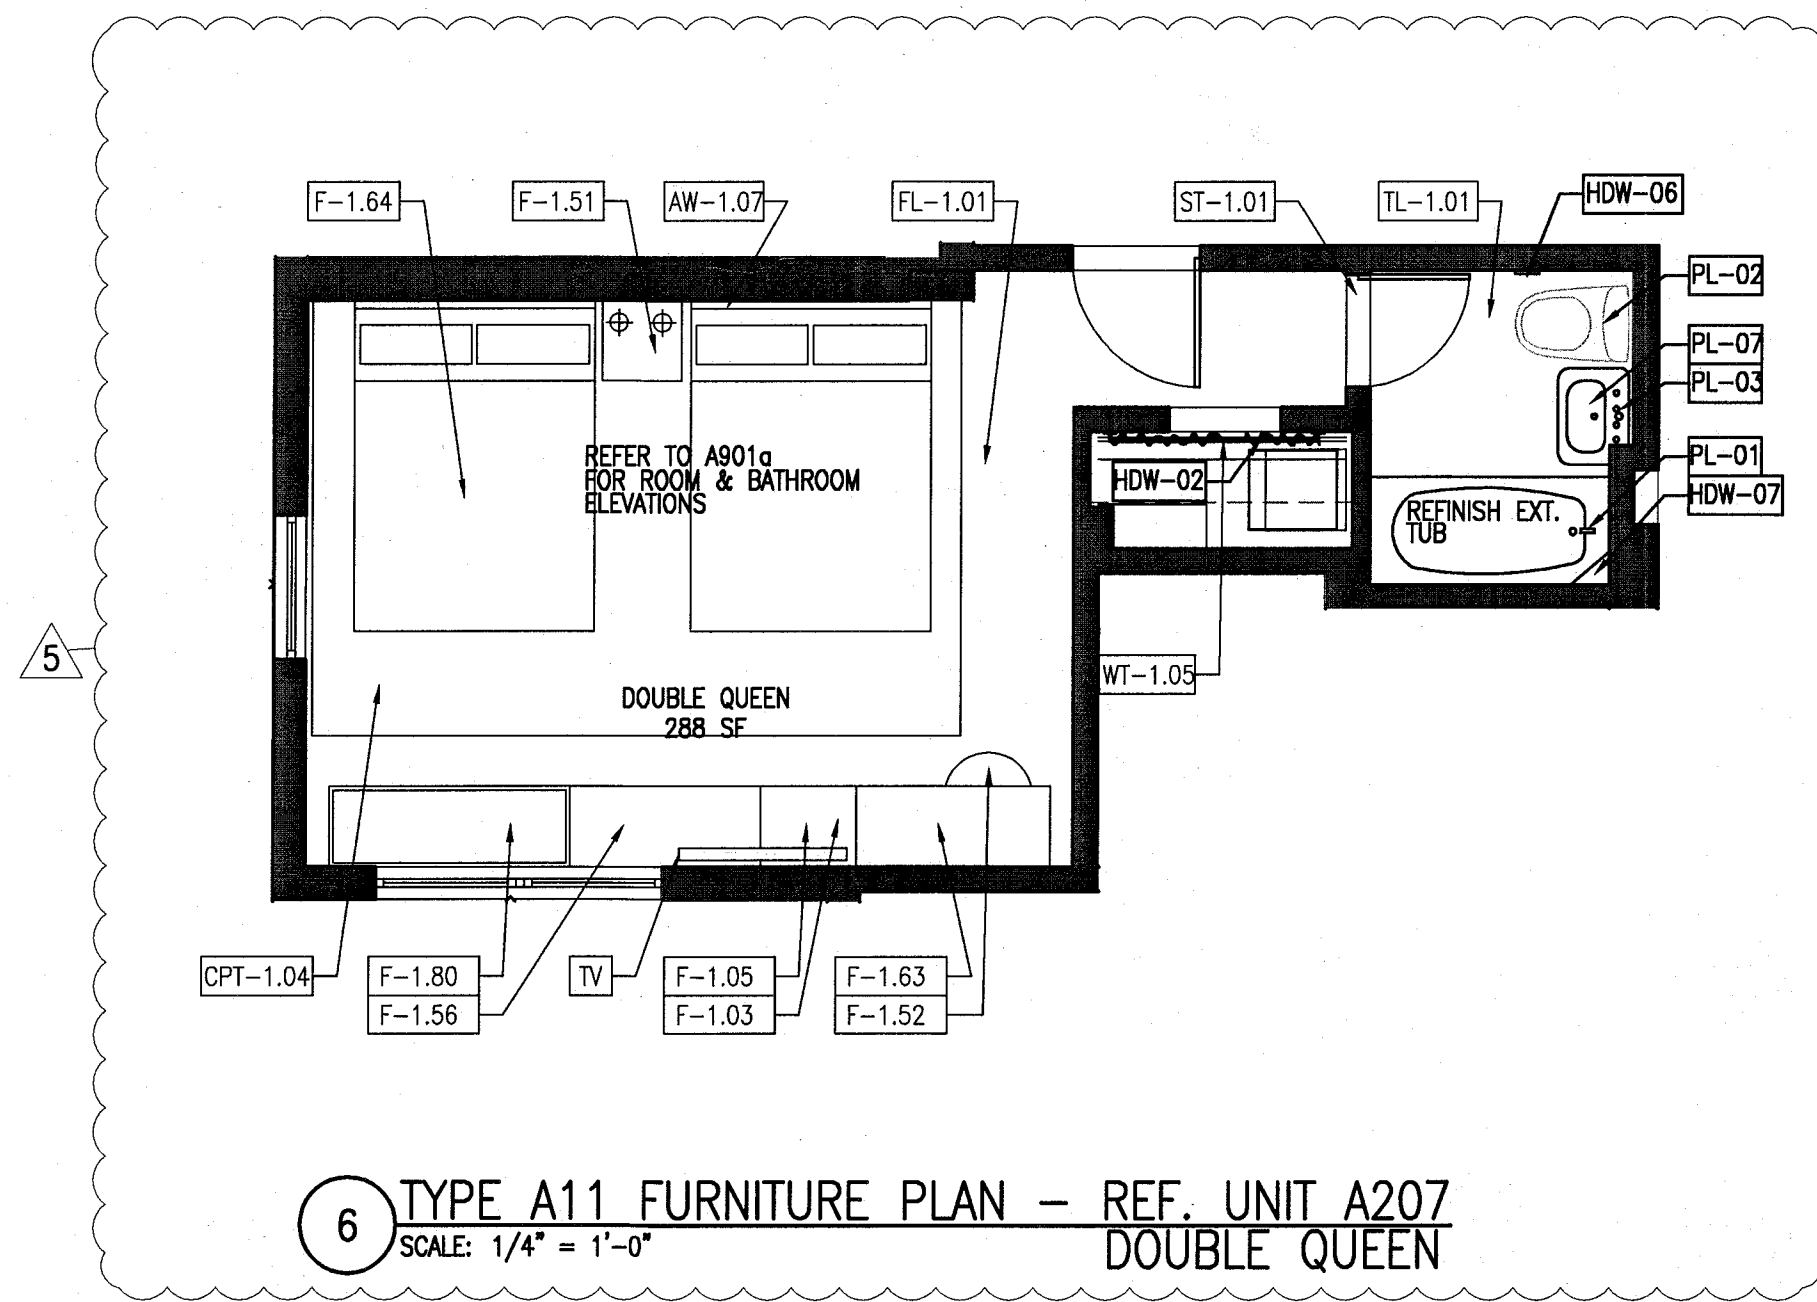 F-1.64
F-1.51
AW-1.07
FL-1.01
ST-1.01
TL-1.01
HDW-06
PL-02
PL-07
PL-03
PL-01
HDW-07
REFER TO A901a
FOR ROOM & BATHROOM
ELEVATIONS
HDW-02
REFINISH EXT.
TUB
5
WT-1.05
DOUBLE QUEEN
288 SF
CPT-1.04
F-1.80
F-1.56
TV
F-1.05
F-1.03
F-1.63
F-1.52
6
TYPE A11 FURNITURE PLAN - REF. UNIT A207
SCALE: 1/4" = 1'-0"
DOUBLE QUEEN